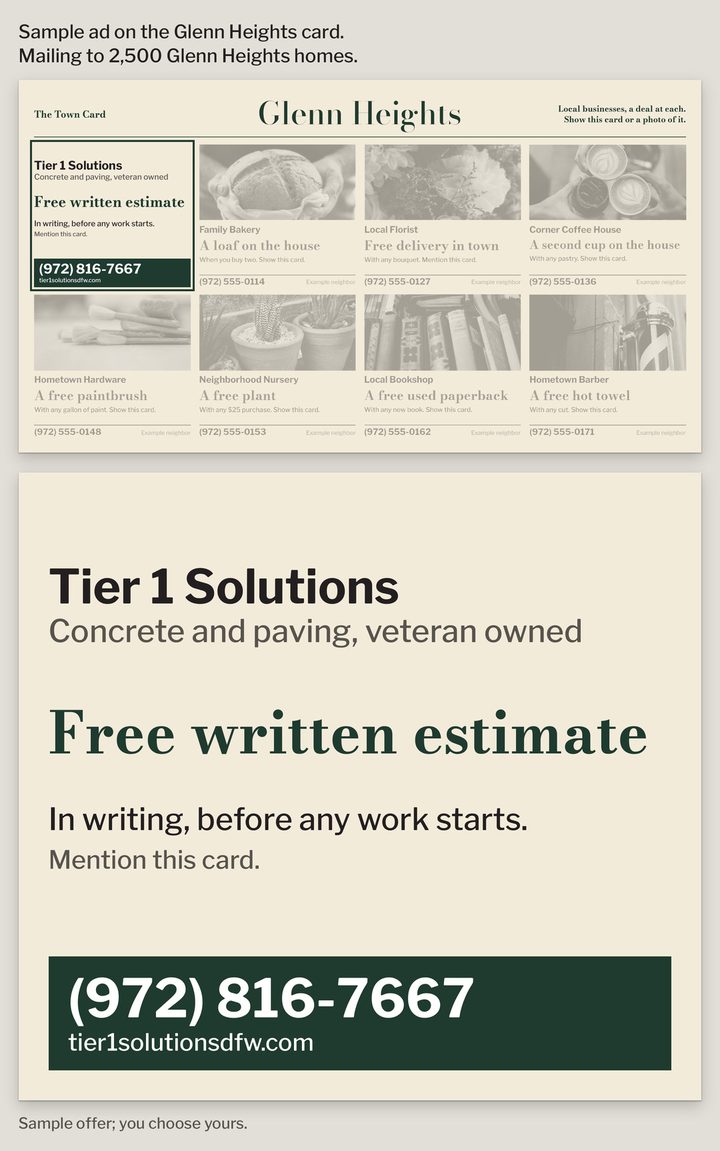 Sample ad on the Glenn Heights card.
Mailing to 2,500 Glenn Heights homes.
The Town Card
Glenn Heights
Local businesses, a deal at each.
Show this card or a photo of it.
Tier 1 Solutions
Concrete and paving, veteran owned
Free written estimate
In writing, before any work starts.
Mention this card.
(972) 816-7667
tier1solutionsdfw.com
Family Bakery
A loaf on the house
When you buy two. Show this card.
(972) 555-0114
Example neighbor
Local Florist
Free delivery in town
With any bouquet. Mention this card.
(972) 555-0127
Example neighbor
Corner Coffee House
A second cup on the house
With any pastry. Show this card.
(972) 555-0136
Example neighbor
Hometown Hardware
A free paintbrush
With any gallon of paint. Show this card.
(972) 555-0148
Example neighbor
Neighborhood Nursery
A free plant
With any $25 purchase. Show this card.
(972) 555-0153
Example neighbor
Local Bookshop
A free used paperback
With any new book. Show this card.
(972) 555-0162
Example neighbor
Hometown Barber
A free hot towel
With any cut. Show this card.
(972) 555-0171
Example neighbor
Tier 1 Solutions
Concrete and paving, veteran owned
Free written estimate
In writing, before any work starts.
Mention this card.
(972) 816-7667
tier1solutionsdfw.com
Sample offer; you choose yours.